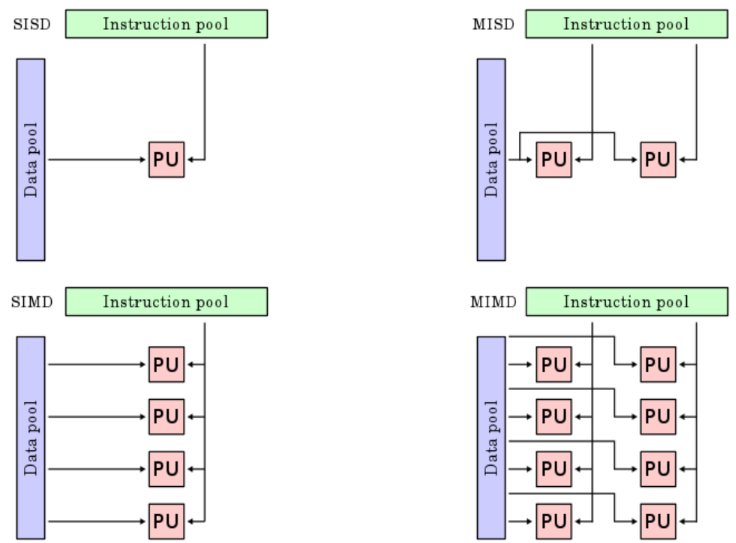 SISD Instruction pool
Data pool
PU
MISD Instruction pool
Data pool
PU PU
SIMD Instruction pool
Data pool
PU
PU
PU
PU
MIMD Instruction pool
Data pool
PU PU
PU PU
PU PU
PU PU